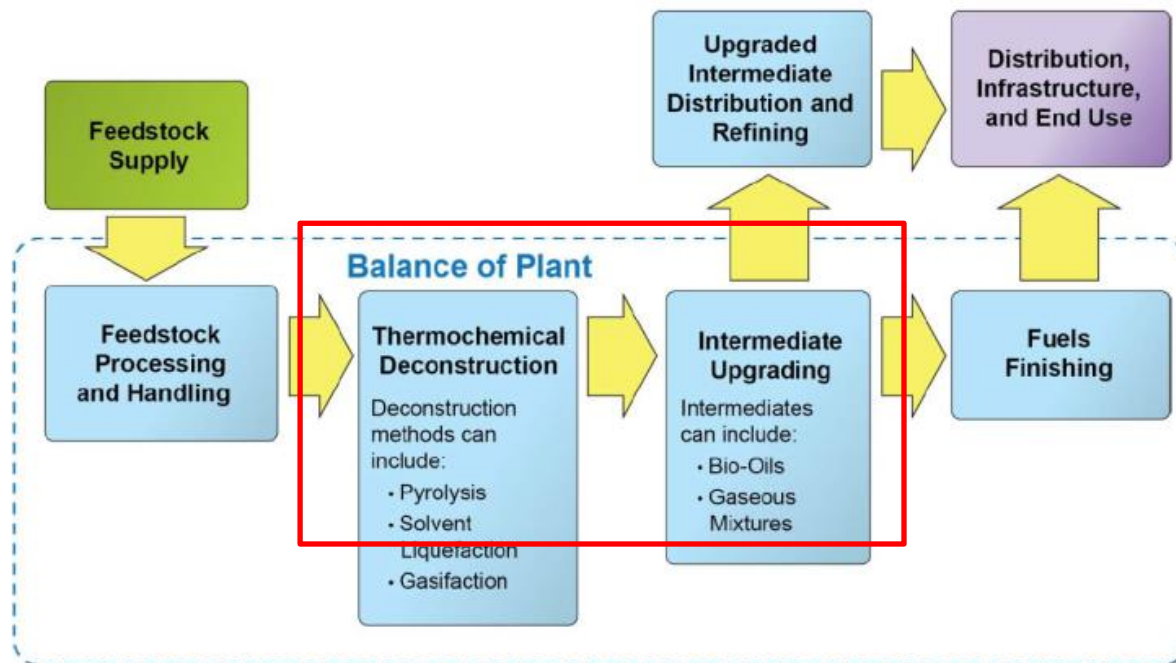 Feedstock
Supply
Upgraded
Intermediate
Distribution and
Refining
Distribution,
Infrastructure,
and End Use
Balance of Plant
Feedstock
Processing
and Handling
Thermochemical
Deconstruction
Deconstruction
methods can
include:
• Pyrolysis
• Solvent
Liquefaction
• Gasifaction
Intermediate
Upgrading
Intermediates
can include:
• Bio-Oils
• Gaseous
Mixtures
Fuels
Finishing